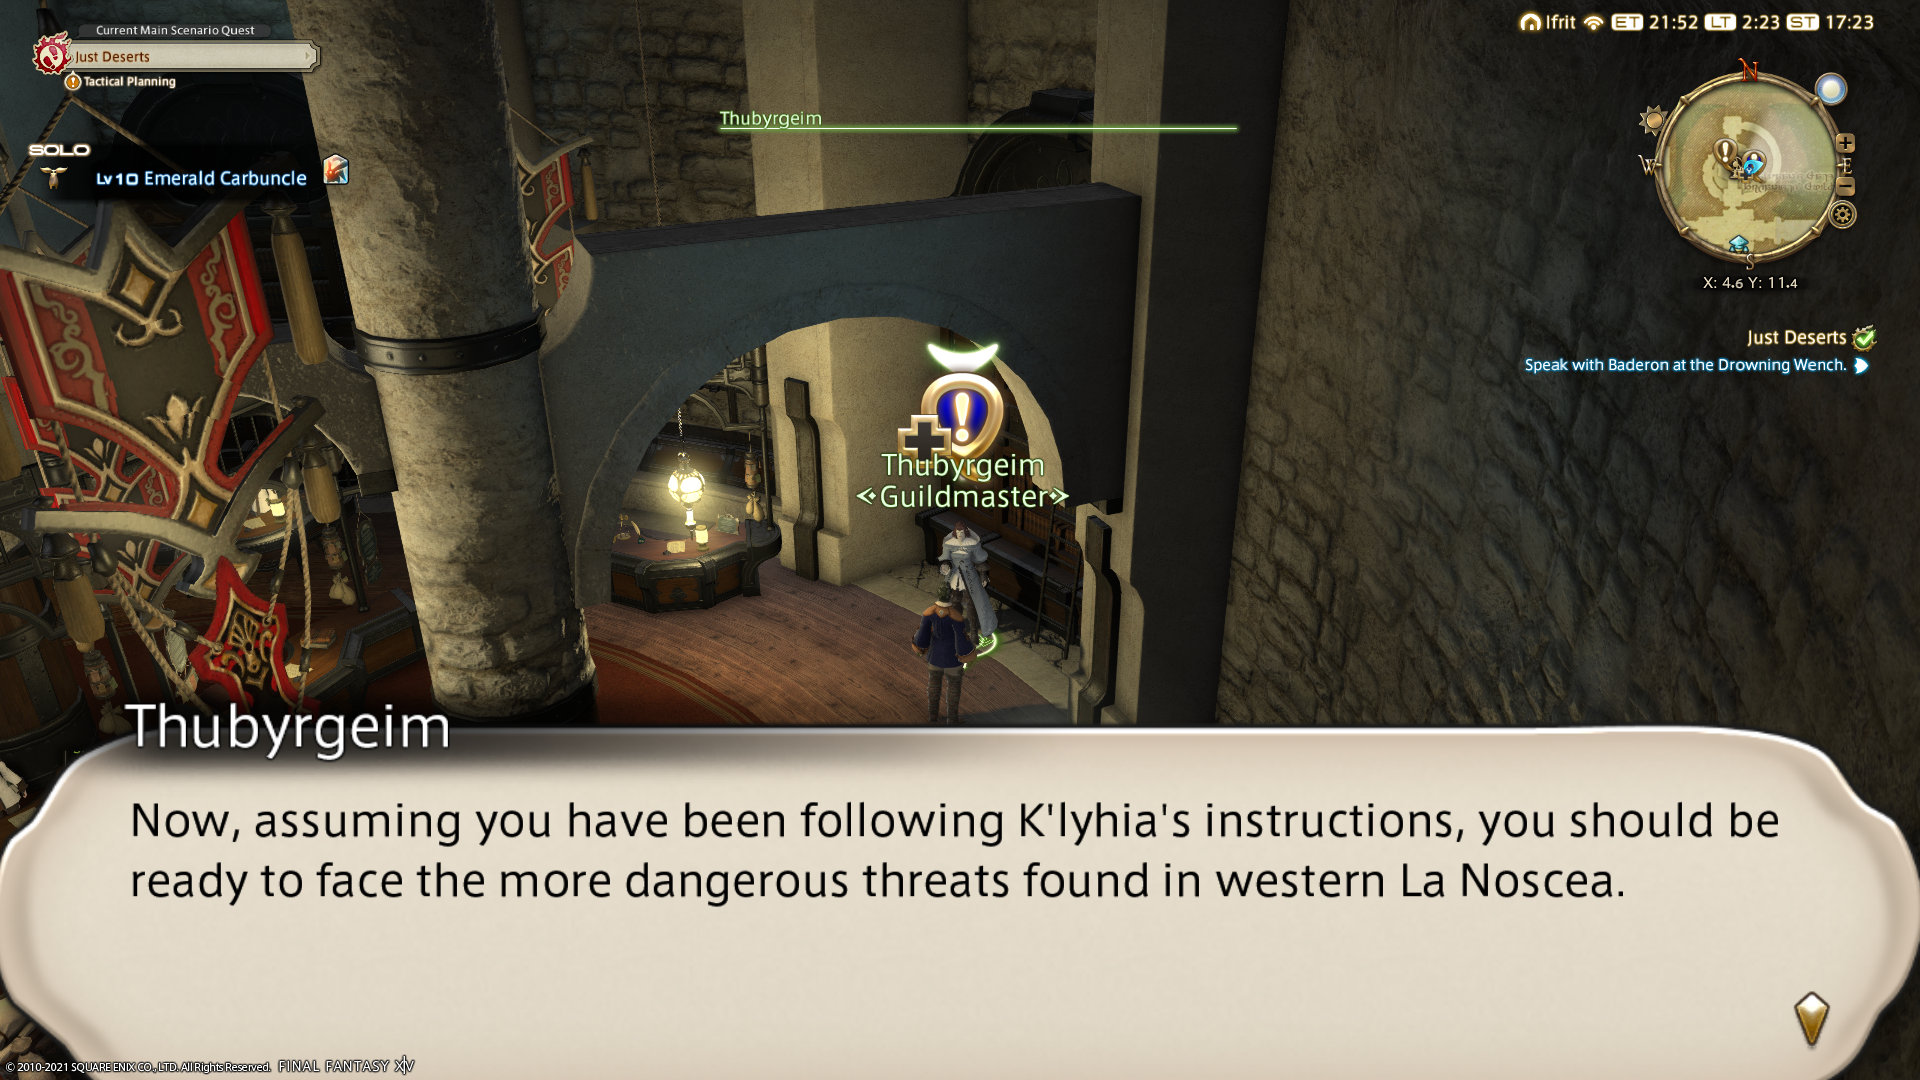 Current Main Scenario Quest
Just Deserts
Tactical Planning
SOLO
Lv10 Emerald Carbuncle
Thubyrgeim
Ifrit ET 21:52 LT 2:23 ST 17:23
N
W
E
S
X: 4.6 Y: 11.4
Just Deserts
Speak with Baderon at the Drowning Wench.
Thubyrgeim
Guildmaster
Thubyrgeim
Now, assuming you have been following K'lyhia's instructions, you should be
ready to face the more dangerous threats found in western La Noscea.
© 2010-2021 SQUARE ENIX CO., LTD. All Rights Reserved. FINAL FANTASY XIV